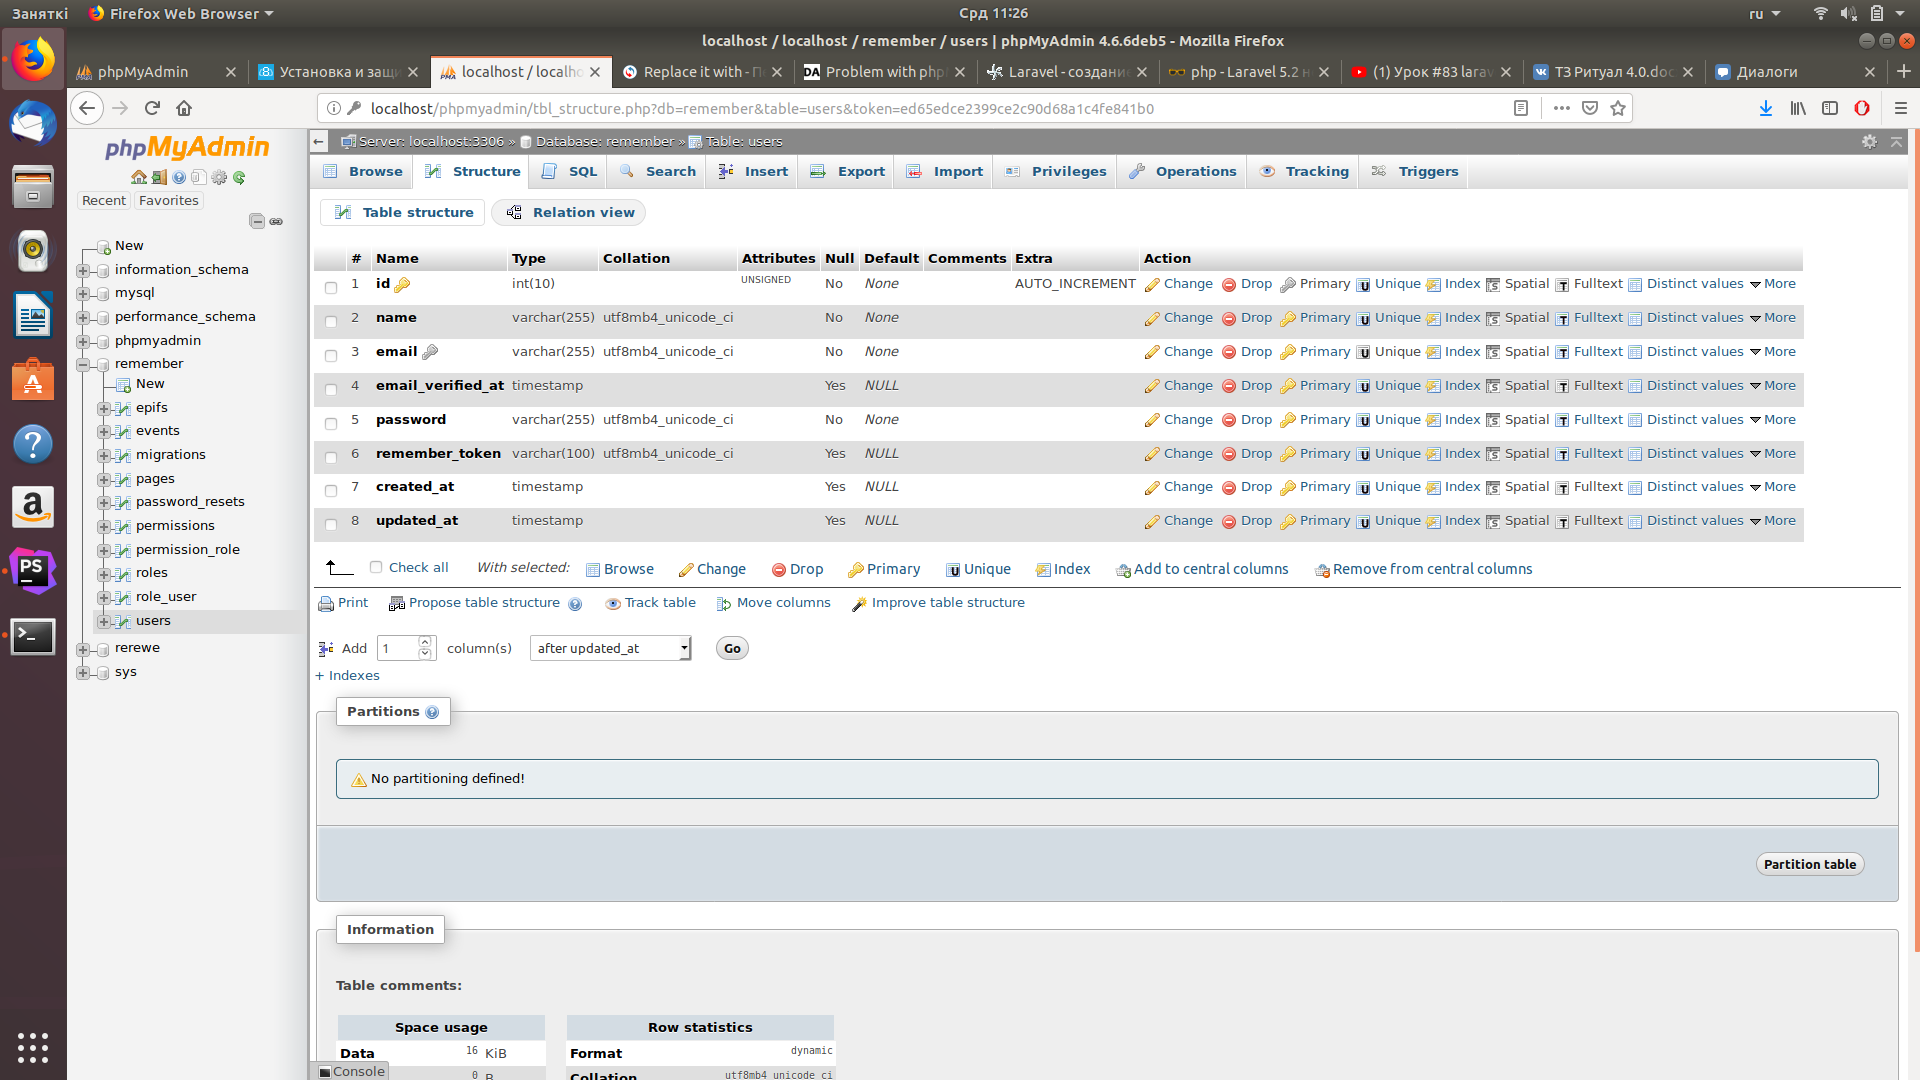 Заняткі Firefox Web Browser Срд 11:26 ru
localhost / localhost / remember / users | phpMyAdmin 4.6.6deb5 - Mozilla Firefox
phpMyAdmin Установка и защи localhost / localho Replace it with - П Problem with php Laravel - создание php - Laravel 5.2 н (1) Урок #83 larav ТЗ Ритуал 4.0.doc Диалоги
localhost/phpmyadmin/tbl_structure.php?db=remember&table=users&token=ed65edce2399ce2c90d68a1c4fe841b0
phpMyAdmin
Recent Favorites
New
information_schema
mysql
performance_schema
phpmyadmin
remember
New
epifs
events
migrations
pages
password_resets
permissions
permission_role
roles
role_user
users
rerewe
sys
Server: localhost:3306 » Database: remember » Table: users
Browse Structure SQL Search Insert Export Import Privileges Operations Tracking Triggers
Table structure Relation view
# Name Type Collation Attributes Null Default Comments Extra Action
1 id int(10) UNSIGNED No None AUTO_INCREMENT Change Drop Primary Unique Index Spatial Fulltext Distinct values More
2 name varchar(255) utf8mb4_unicode_ci No None Change Drop Primary Unique Index Spatial Fulltext Distinct values More
3 email varchar(255) utf8mb4_unicode_ci No None Change Drop Primary Unique Index Spatial Fulltext Distinct values More
4 email_verified_at timestamp Yes NULL Change Drop Primary Unique Index Spatial Fulltext Distinct values More
5 password varchar(255) utf8mb4_unicode_ci No None Change Drop Primary Unique Index Spatial Fulltext Distinct values More
6 remember_token varchar(100) utf8mb4_unicode_ci Yes NULL Change Drop Primary Unique Index Spatial Fulltext Distinct values More
7 created_at timestamp Yes NULL Change Drop Primary Unique Index Spatial Fulltext Distinct values More
8 updated_at timestamp Yes NULL Change Drop Primary Unique Index Spatial Fulltext Distinct values More
Check all With selected: Browse Change Drop Primary Unique Index Add to central columns Remove from central columns
Print Propose table structure Track table Move columns Improve table structure
Add 1 column(s) after updated_at Go
+ Indexes
Partitions
No partitioning defined!
Partition table
Information
Table comments:
Space usage Row statistics
Data 16 KiB Format dynamic
0 B Collation utf8mb4_unicode_ci
Console